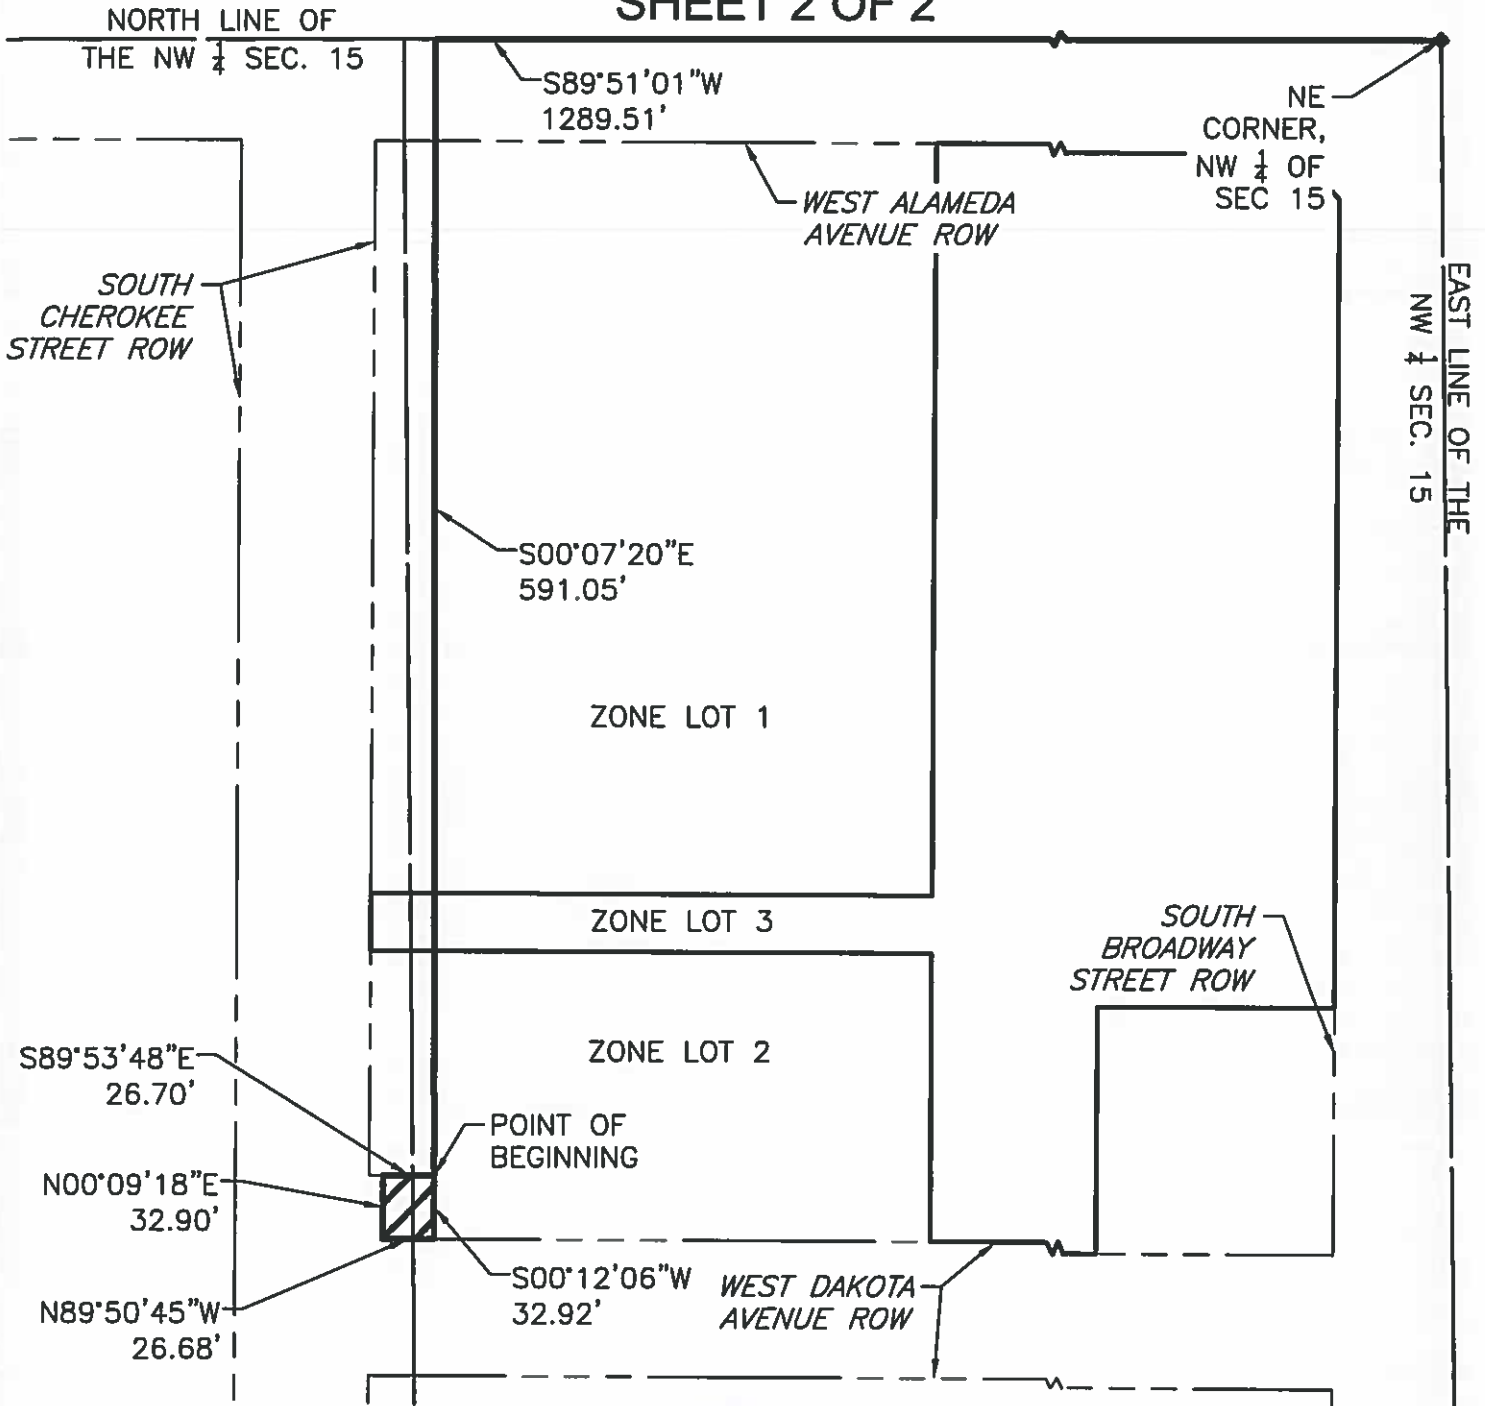 SHEET 2 OF 2
NORTH LINE OF
THE NW 1/4 SEC. 15
S89°51'01"W
1289.51'
NE
CORNER,
NW 1/4 OF
SEC 15
WEST ALAMEDA
AVENUE ROW
SOUTH
CHEROKEE
STREET ROW
EAST LINE OF THE
NW 1/4 SEC. 15
S00°07'20"E
591.05'
ZONE LOT 1
ZONE LOT 3
SOUTH
BROADWAY
STREET ROW
ZONE LOT 2
S89°53'48"E
26.70'
POINT OF
BEGINNING
N00°09'18"E
32.90'
S00°12'06"W
32.92'
WEST DAKOTA
AVENUE ROW
N89°50'45"W
26.68'